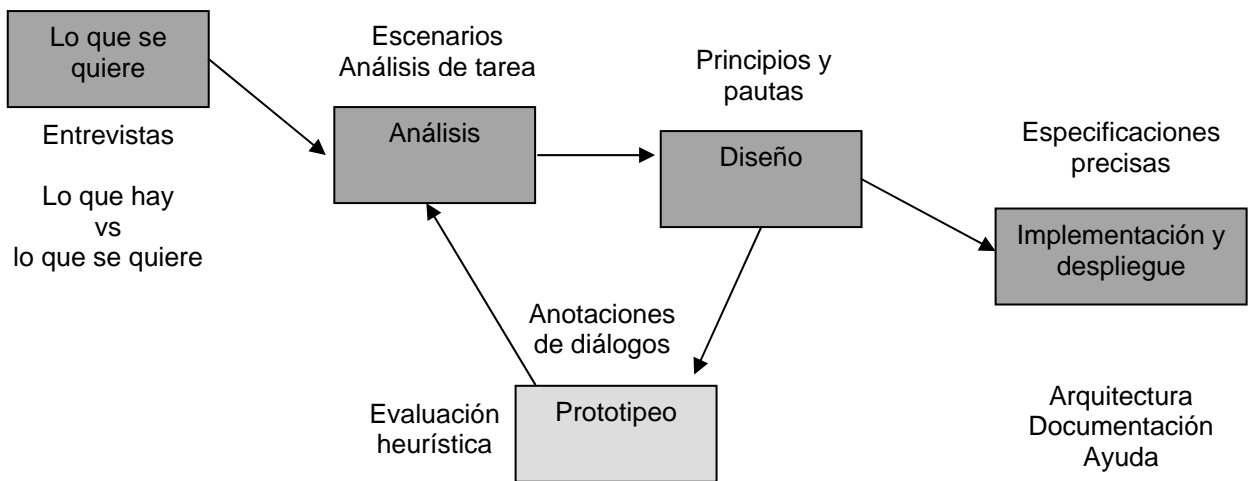 Lo que se
quiere
Entrevistas
Lo que hay
vs
lo que se quiere
Escenarios
Análisis de tarea
Análisis
Principios y
pautas
Diseño
Especificaciones
precisas
Implementación y
despliegue
Anotaciones
de diálogos
Evaluación
heurística
Prototipeo
Arquitectura
Documentación
Ayuda